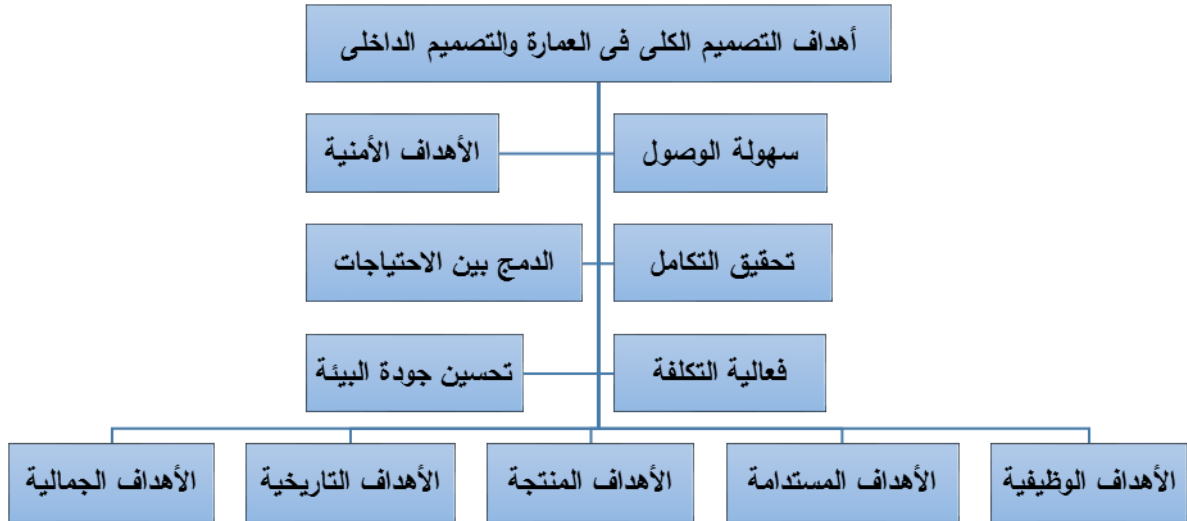 أهداف التصميم الكلى فى العمارة والتصميم الداخلى
سهولة الوصول
الأهداف الأمنية
تحقيق التكامل
الدمج بين الاحتياجات
فعالية التكلفة
تحسين جودة البيئة
الأهداف الوظيفية
الأهداف المستدامة
الأهداف المنتجة
الأهداف التاريخية
الأهداف الجمالية